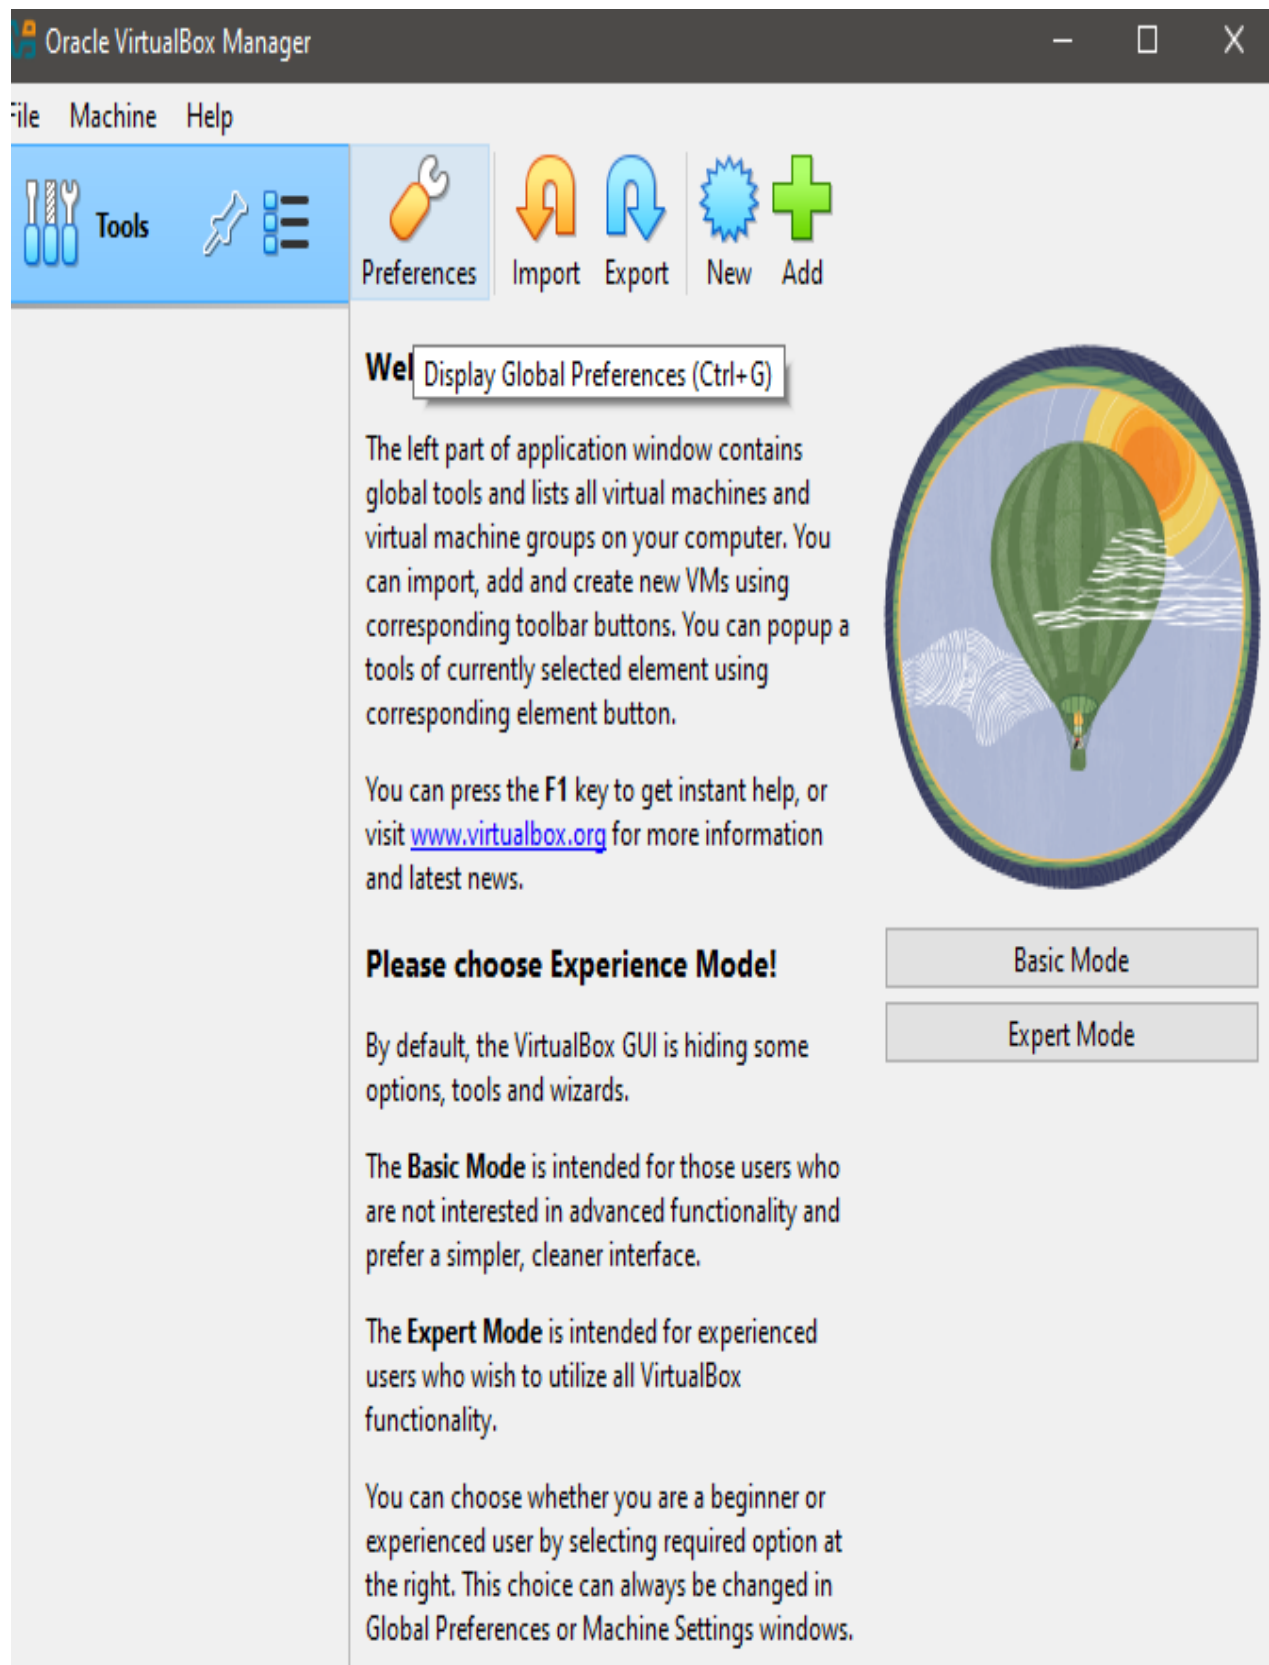 Oracle VirtualBox Manager
File Machine Help
Tools
Preferences Import Export New Add
Wel
Display Global Preferences (Ctrl+G)
The left part of application window contains
global tools and lists all virtual machines and
virtual machine groups on your computer. You
can import, add and create new VMs using
corresponding toolbar buttons. You can popup a
tools of currently selected element using
corresponding element button.
You can press the F1 key to get instant help, or
visit www.virtualbox.org for more information
and latest news.
Please choose Experience Mode!
By default, the VirtualBox GUI is hiding some
options, tools and wizards.
The Basic Mode is intended for those users who
are not interested in advanced functionality and
prefer a simpler, cleaner interface.
The Expert Mode is intended for experienced
users who wish to utilize all VirtualBox
functionality.
You can choose whether you are a beginner or
experienced user by selecting required option at
the right. This choice can always be changed in
Global Preferences or Machine Settings windows.
Basic Mode
Expert Mode